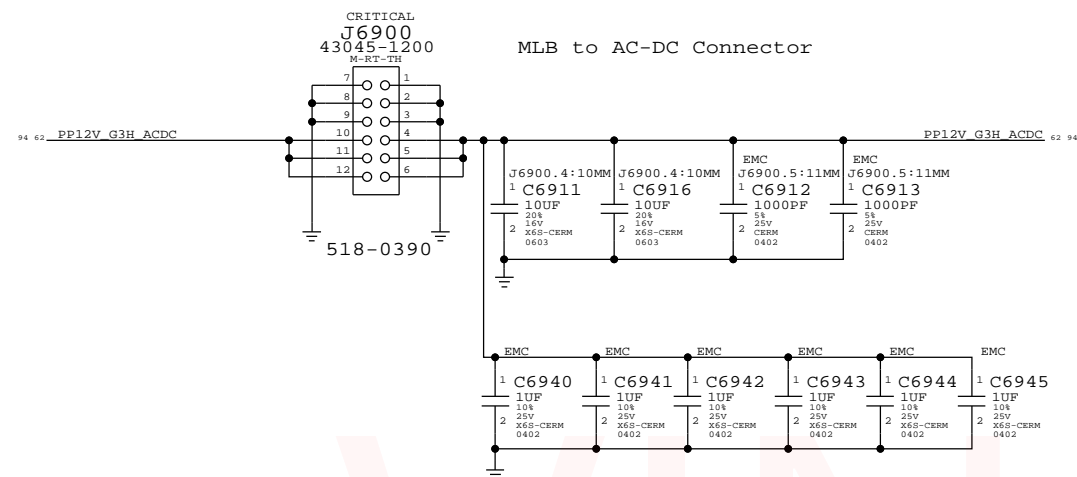 CRITICAL
J6900
43045-1200
M-RT-TH
MLB to AC-DC Connector
7 1
8 2
9 3
10 4
11 5
12 6
94 62 PP12V_G3H_ACDC
PP12V_G3H_ACDC 62 94
518-0390
J6900.4:10MM
1 C6911
10UF
20%
16V
2 X6S-CERM
0603
J6900.4:10MM
1 C6916
10UF
20%
16V
2 X6S-CERM
0603
EMC
J6900.5:11MM
1 C6912
1000PF
5%
25V
2 CERM
0402
EMC
J6900.5:11MM
1 C6913
1000PF
5%
25V
2 CERM
0402
EMC
1 C6940
1UF
10%
25V
2 X6S-CERM
0402
EMC
1 C6941
1UF
10%
25V
2 X6S-CERM
0402
EMC
1 C6942
1UF
10%
25V
2 X6S-CERM
0402
EMC
1 C6943
1UF
10%
25V
2 X6S-CERM
0402
EMC
1 C6944
1UF
10%
25V
2 X6S-CERM
0402
EMC
1 C6945
1UF
10%
25V
2 X6S-CERM
0402